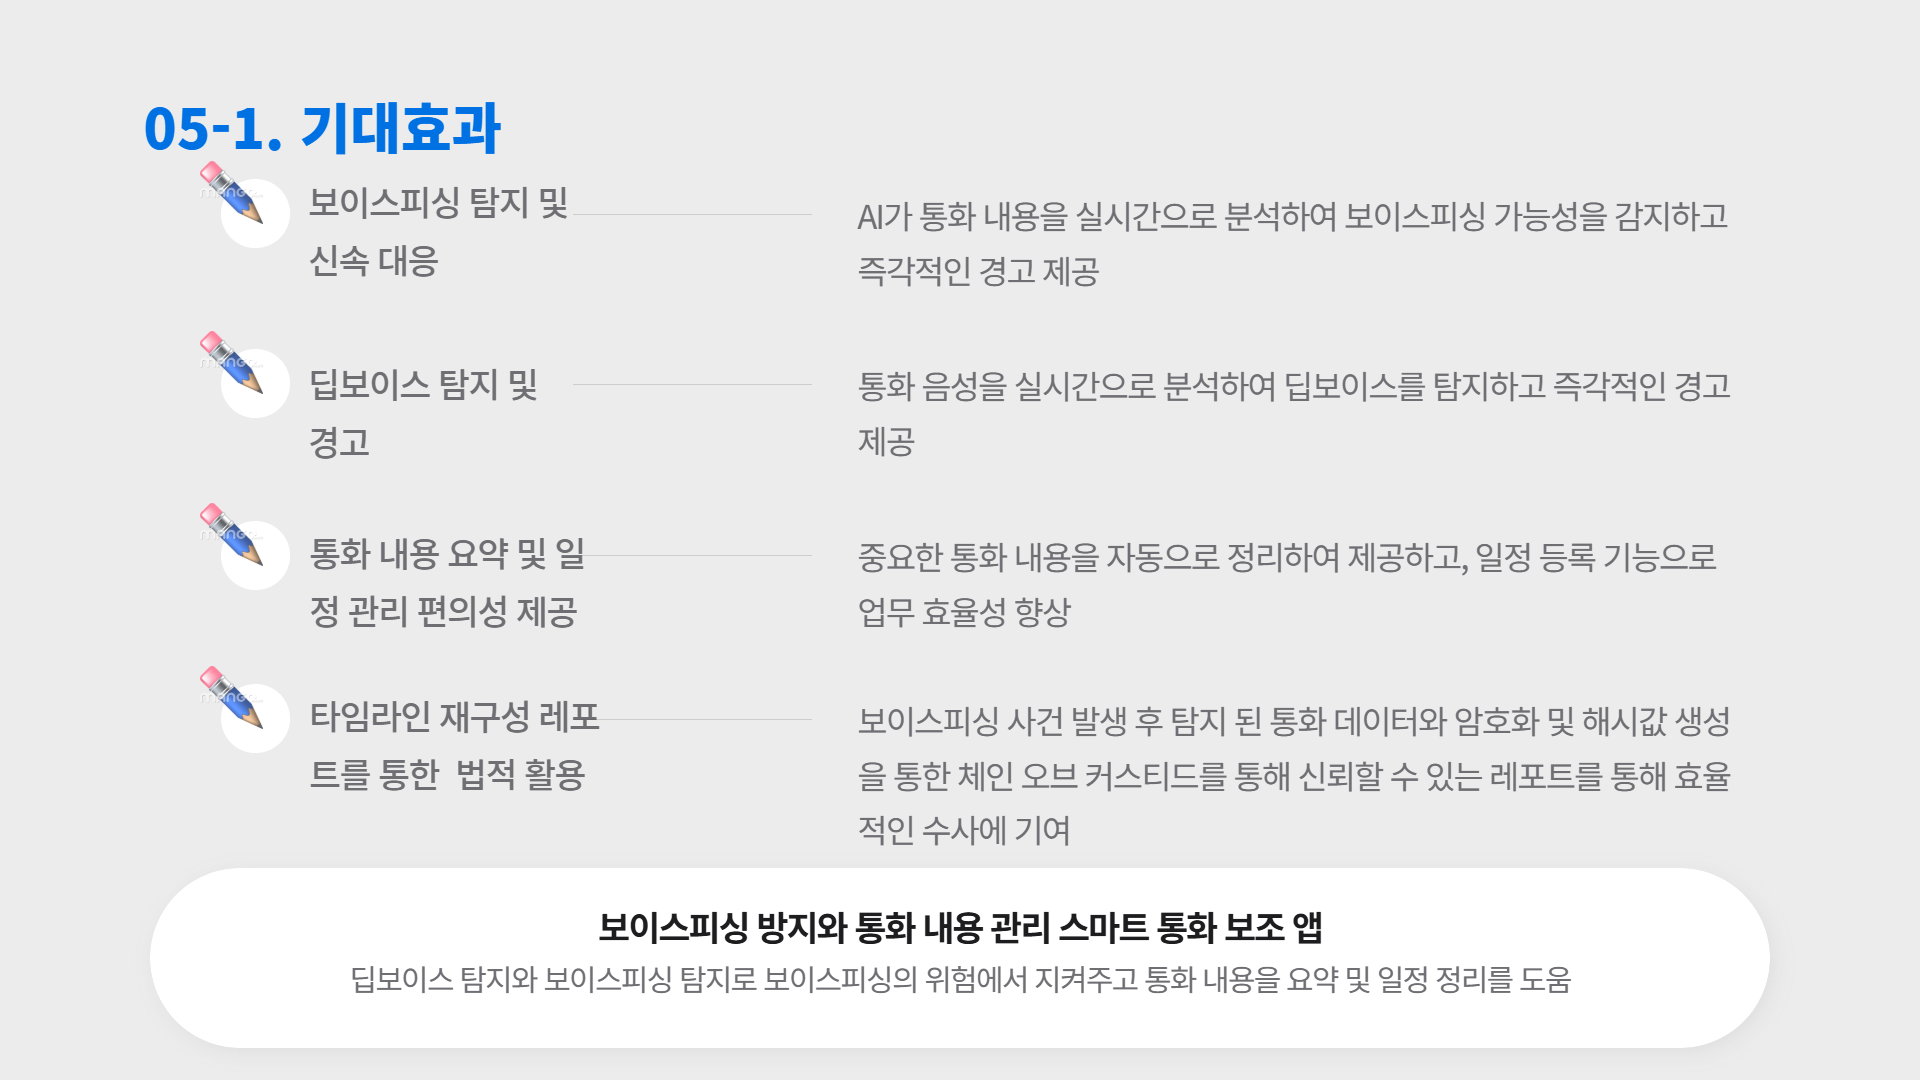 05-1. 기대효과
보이스피싱 탐지 및
신속 대응
AI가 통화 내용을 실시간으로 분석하여 보이스피싱 가능성을 감지하고
즉각적인 경고 제공
딥보이스 탐지 및
경고
통화 음성을 실시간으로 분석하여 딥보이스를 탐지하고 즉각적인 경고
제공
통화 내용 요약 및 일
정 관리 편의성 제공
중요한 통화 내용을 자동으로 정리하여 제공하고, 일정 등록 기능으로
업무 효율성 향상
타임라인 재구성 레포
트를 통한  법적 활용
보이스피싱 사건 발생 후 탐지 된 통화 데이터와 암호화 및 해시값 생성
을 통한 체인 오브 커스티드를 통해 신뢰할 수 있는 레포트를 통해 효율
적인 수사에 기여
보이스피싱 방지와 통화 내용 관리 스마트 통화 보조 앱
딥보이스 탐지와 보이스피싱 탐지로 보이스피싱의 위험에서 지켜주고 통화 내용을 요약 및 일정 정리를 도움